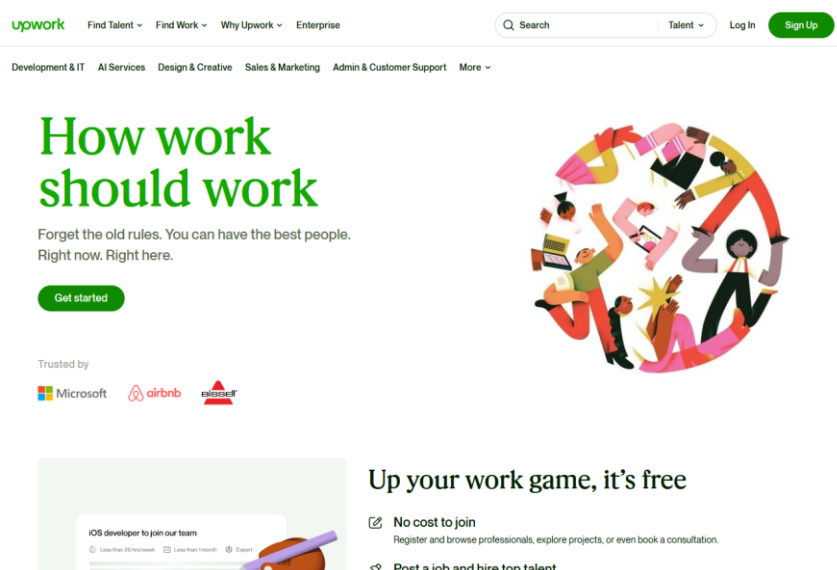 upwork
Find Talent
Find Work
Why Upwork
Enterprise
Search
Talent
Log In
Sign Up
Development & IT
AI Services
Design & Creative
Sales & Marketing
Admin & Customer Support
More
How work
should work
Forget the old rules. You can have the best people.
Right now. Right here.
Get started
Trusted by
Microsoft
airbnb
BISSELL
Up your work game, it's free
iOS developer to join our team
Less than 20 hrs/week
Less than 1 month
Expert
No cost to join
Register and browse professionals, explore projects, or even book a consultation.
Post a job and hire top talent